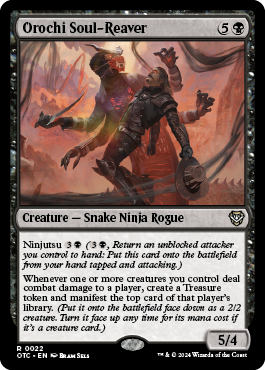 Orochi Soul-Reaver 5
Creature — Snake Ninja Rogue
Ninjutsu 3 (3, Return an unblocked attacker
you control to hand: Put this card onto the battlefield
from your hand tapped and attacking.)
Whenever one or more creatures you control deal
combat damage to a player, create a Treasure
token and manifest the top card of that player's
library. (Put it onto the battlefield face down as a 2/2
creature. Turn it face up any time for its mana cost if
it's a creature card.)
5/4
R 0022
OTC • EN Bram Sels
™ & © 2024 Wizards of the Coast